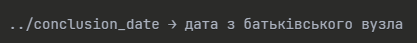 ../conclusion_date → дата з батьківського вузла